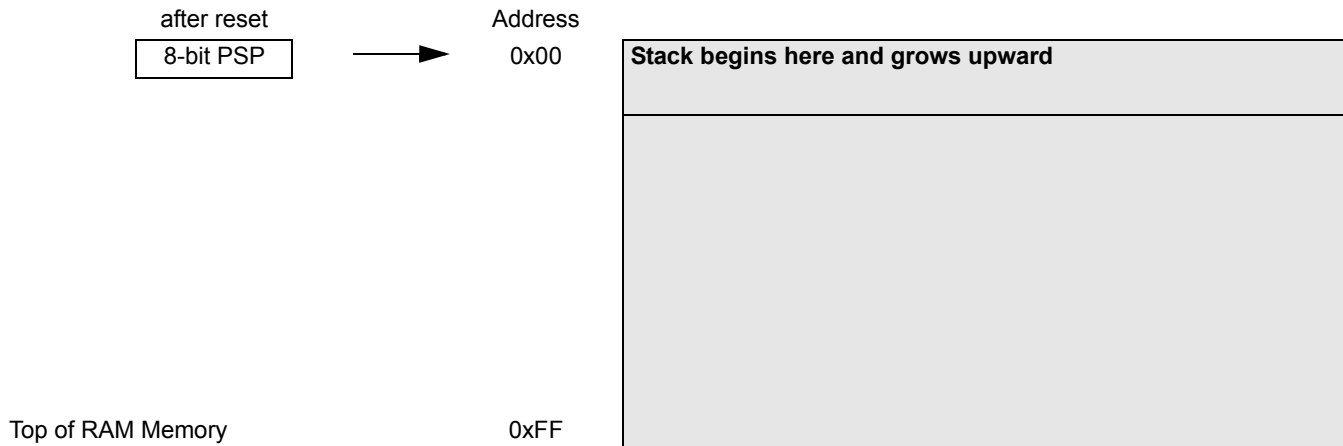 after reset Address
8-bit PSP 0x00 Stack begins here and grows upward
Top of RAM Memory 0xFF